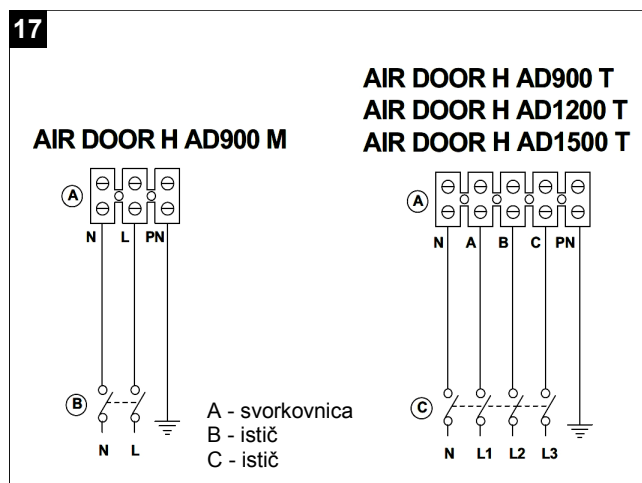 17
AIR DOOR H AD900 M
A
N L PN
B
N L
A - svorkovnica
B - istič
C - istič
AIR DOOR H AD900 T
AIR DOOR H AD1200 T
AIR DOOR H AD1500 T
A
N A B C PN
C
N L1 L2 L3